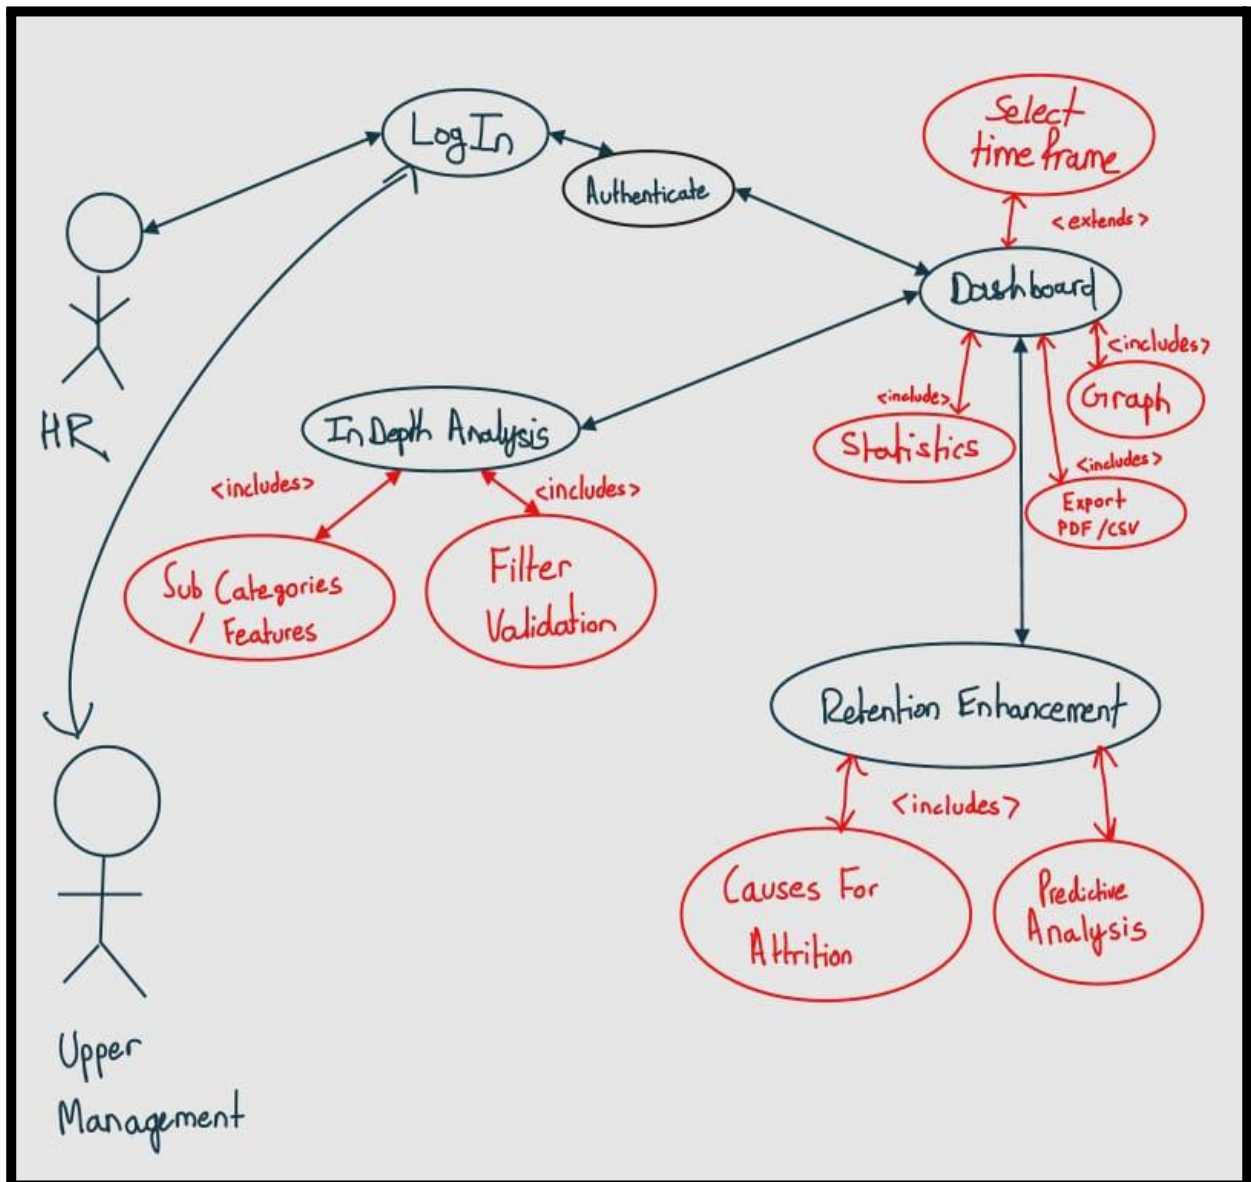 Log In
Authenticate
Select
time frame
<extends>
Dashboard
<includes>
Graph
<include>
Statistics
<includes>
Export
PDF/CSV
HR
In Depth Analysis
<includes>
<includes>
Sub Categories
/ Features
Filter
Validation
Retention Enhancement
<includes>
Causes For
Attrition
Predictive
Analysis
Upper
Management